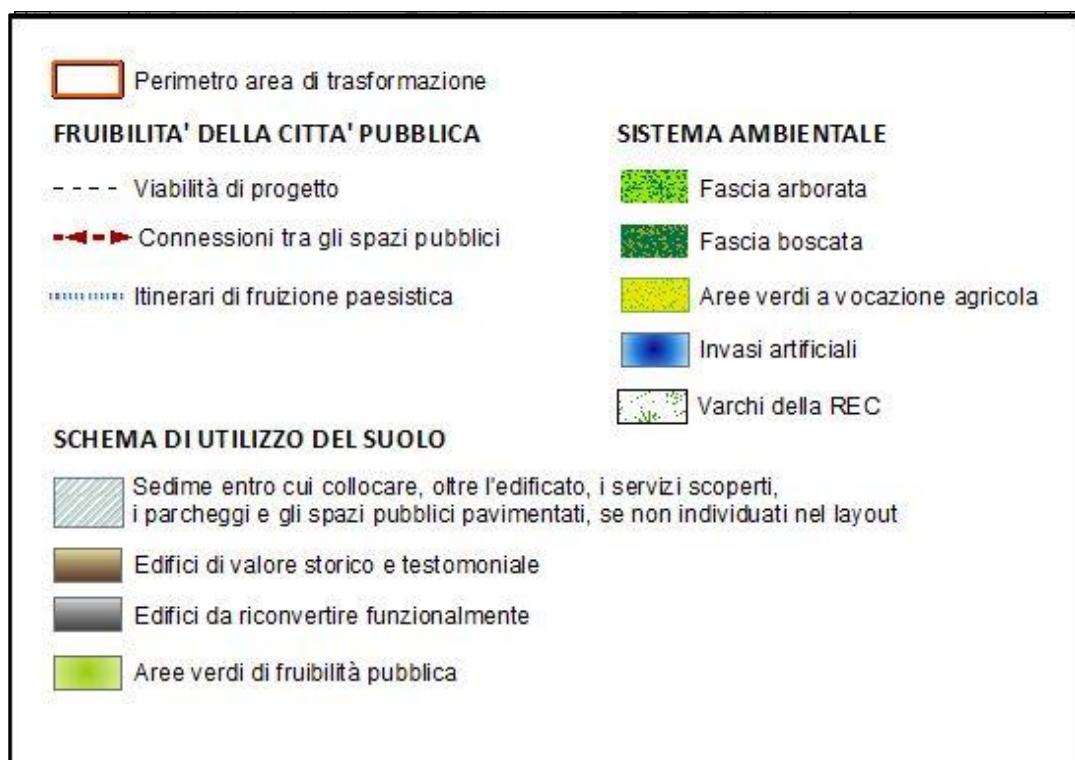 Perimetro area di trasformazione
FRUIBILITA' DELLA CITTA' PUBBLICA
Viabilità di progetto
Connessioni tra gli spazi pubblici
Itinerari di fruizione paesistica
SISTEMA AMBIENTALE
Fascia arborata
Fascia boscata
Aree verdi a vocazione agricola
Invasi artificiali
Varchi della REC
SCHEMA DI UTILIZZO DEL SUOLO
Sedime entro cui collocare, oltre l'edificato, i servizi scoperti,
i parcheggi e gli spazi pubblici pavimentati, se non individuati nel layout
Edifici di valore storico e testomoniale
Edifici da riconvertire funzionalmente
Aree verdi di fruibilità pubblica